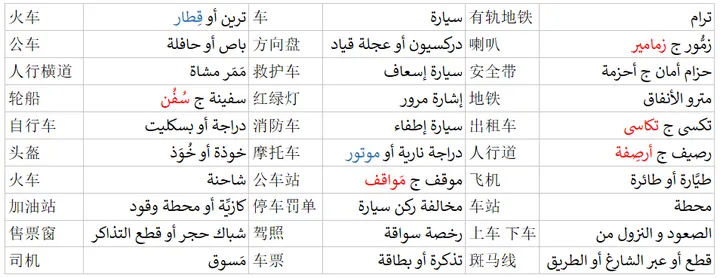 火车 ترين أو قِطار 车 سيارة 有轨地铁 ترام
公车 باص أو حافلة 方向盘 دركسيون أو عجلة قياد 喇叭 زمُّور ج زمامير
人行横道 مَمَر مشاة 救护车 سيارة إسعاف 安全带 حزام أمان ج أحزمة
轮船 سفينة ج سُفُن 红绿灯 إشارة مرور 地铁 مترو الأنفاق
自行车 دراجة أو بسكليت 消防车 سيارة إطفاء 出租车 تكسى ج تكاسى
头盔 خوذة أو خُوَذ 摩托车 دراجة نارية أو موتور 人行道 رصيف ج أرصِفة
火车 شاحنة 公车站 موقف ج مَواقف 飞机 طيَّارة أو طائرة
加油站 كازيَّة أو محطة وقود 停车罚单 مخالفة ركن سيارة 车站 محطة
售票窗 شباك حجر أو قطع التذاكر 驾照 رخصة سواقة 上车 下车 الصعود و النزول من
司机 مَسوق 车票 تذكرة أو بطاقة 斑马线 قطع أو عبر الشارغ أو الطريق